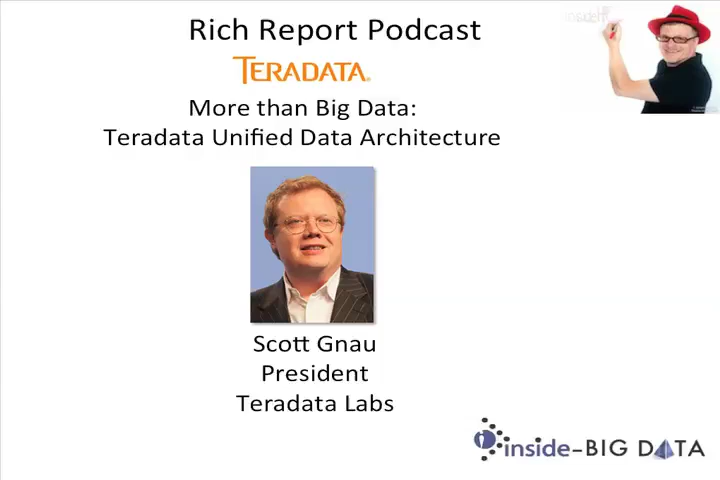 Rich Report Podcast
TERADATA®
More than Big Data:
Teradata Unified Data Architecture
Scott Gnau
President
Teradata Labs
inside-BIG DATA